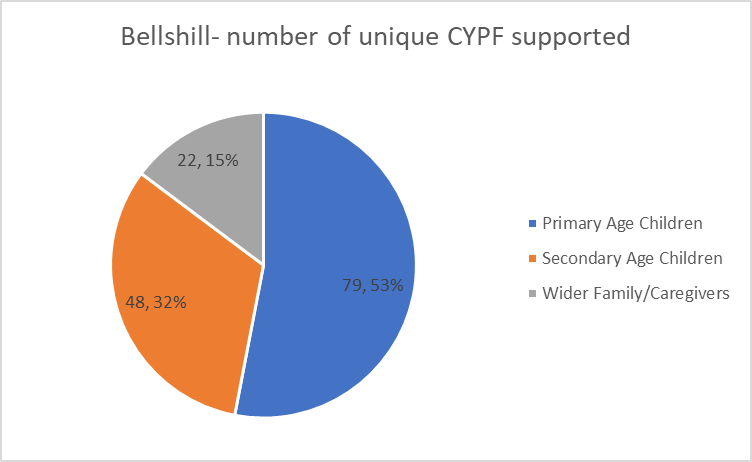 Bellshill- number of unique CYPF supported
22, 15%
79, 53%
48, 32%
Primary Age Children
Secondary Age Children
Wider Family/Caregivers